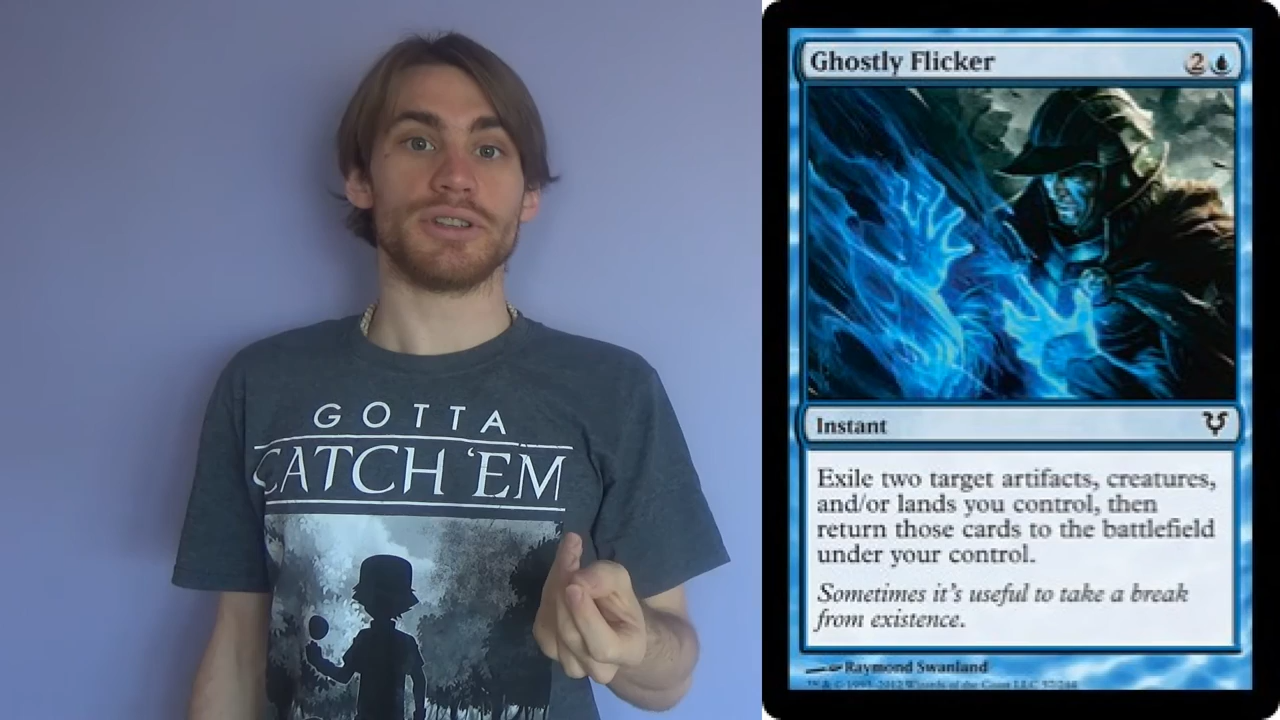 GOTTA
CATCH 'EM
Ghostly Flicker 2
Instant
Exile two target artifacts, creatures,
and/or lands you control, then
return those cards to the battlefield
under your control.
Sometimes it's useful to take a break
from existence.
Raymond Swanland